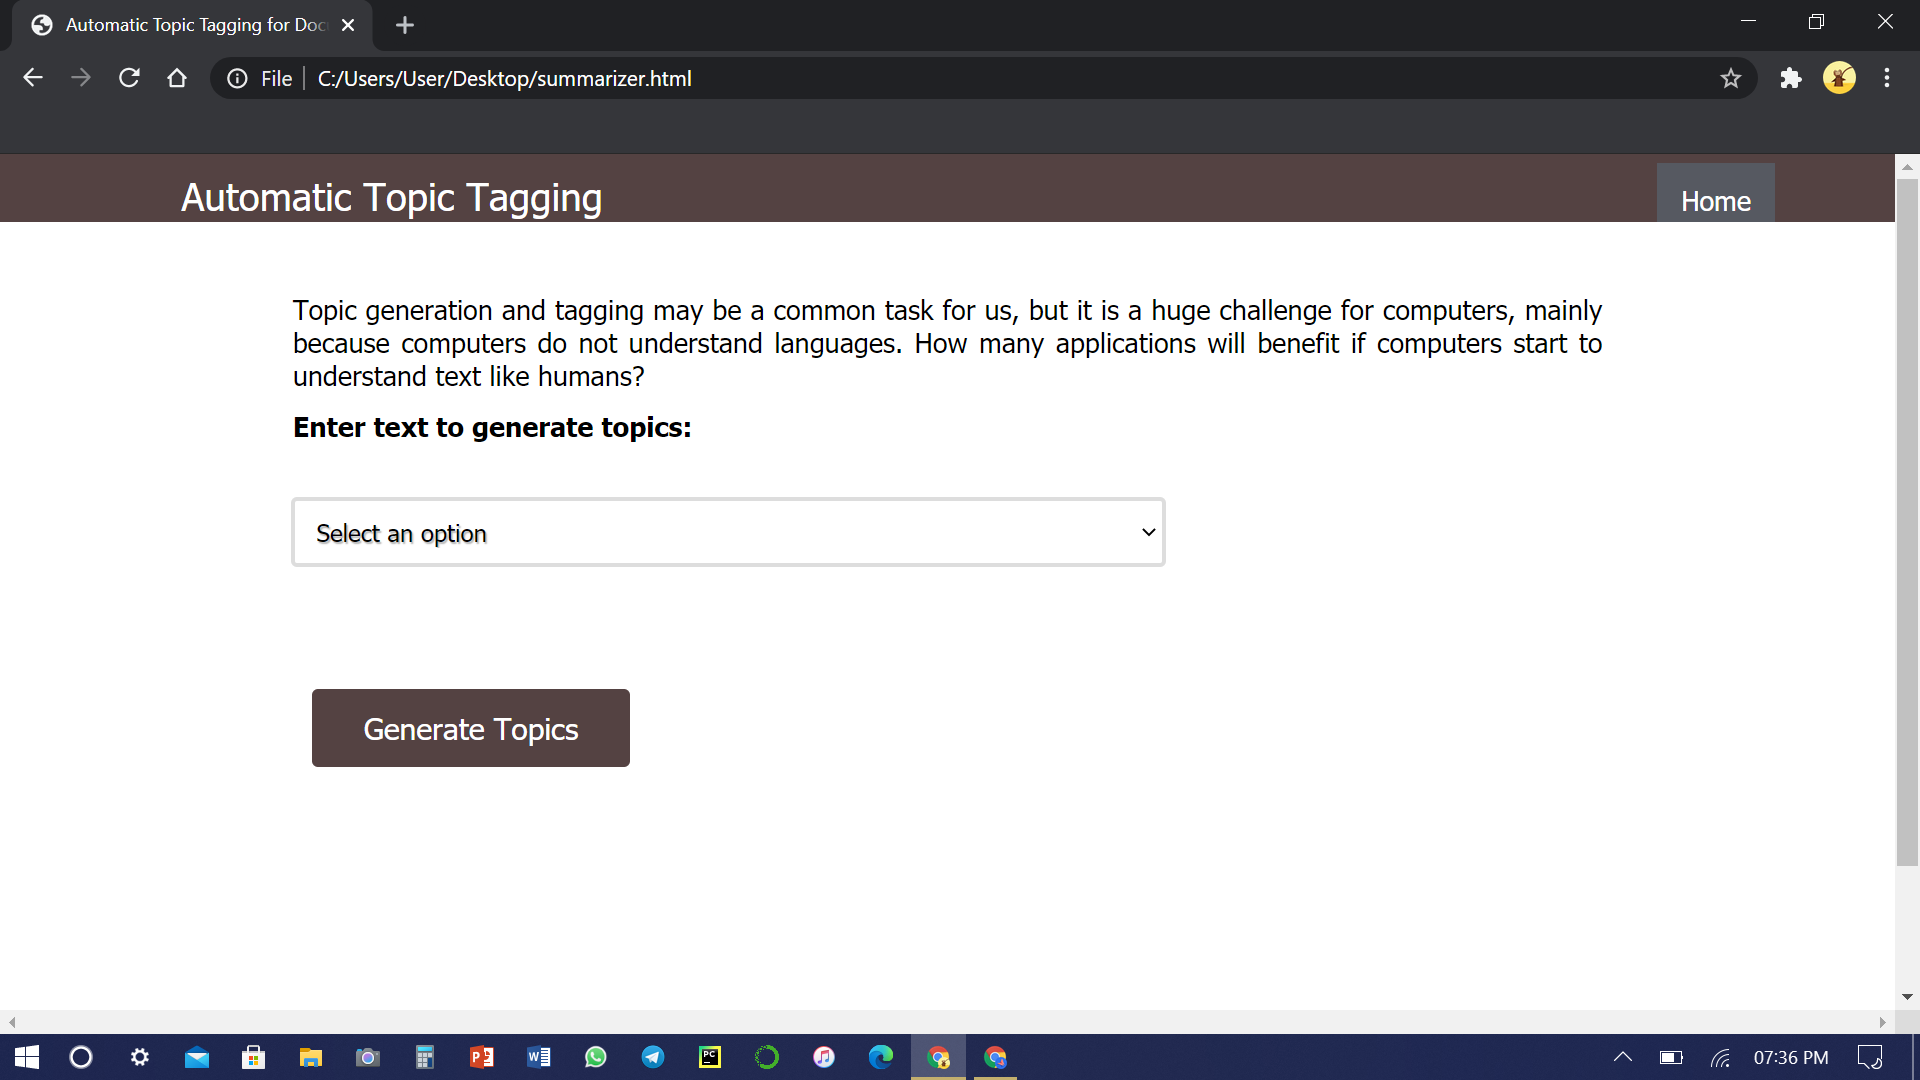 Automatic Topic Tagging for Doc
File
C:/Users/User/Desktop/summarizer.html
Automatic Topic Tagging
Home
Topic generation and tagging may be a common task for us, but it is a huge challenge for computers, mainly
because computers do not understand languages. How many applications will benefit if computers start to
understand text like humans?
Enter text to generate topics:
Select an option
Generate Topics
07:36 PM